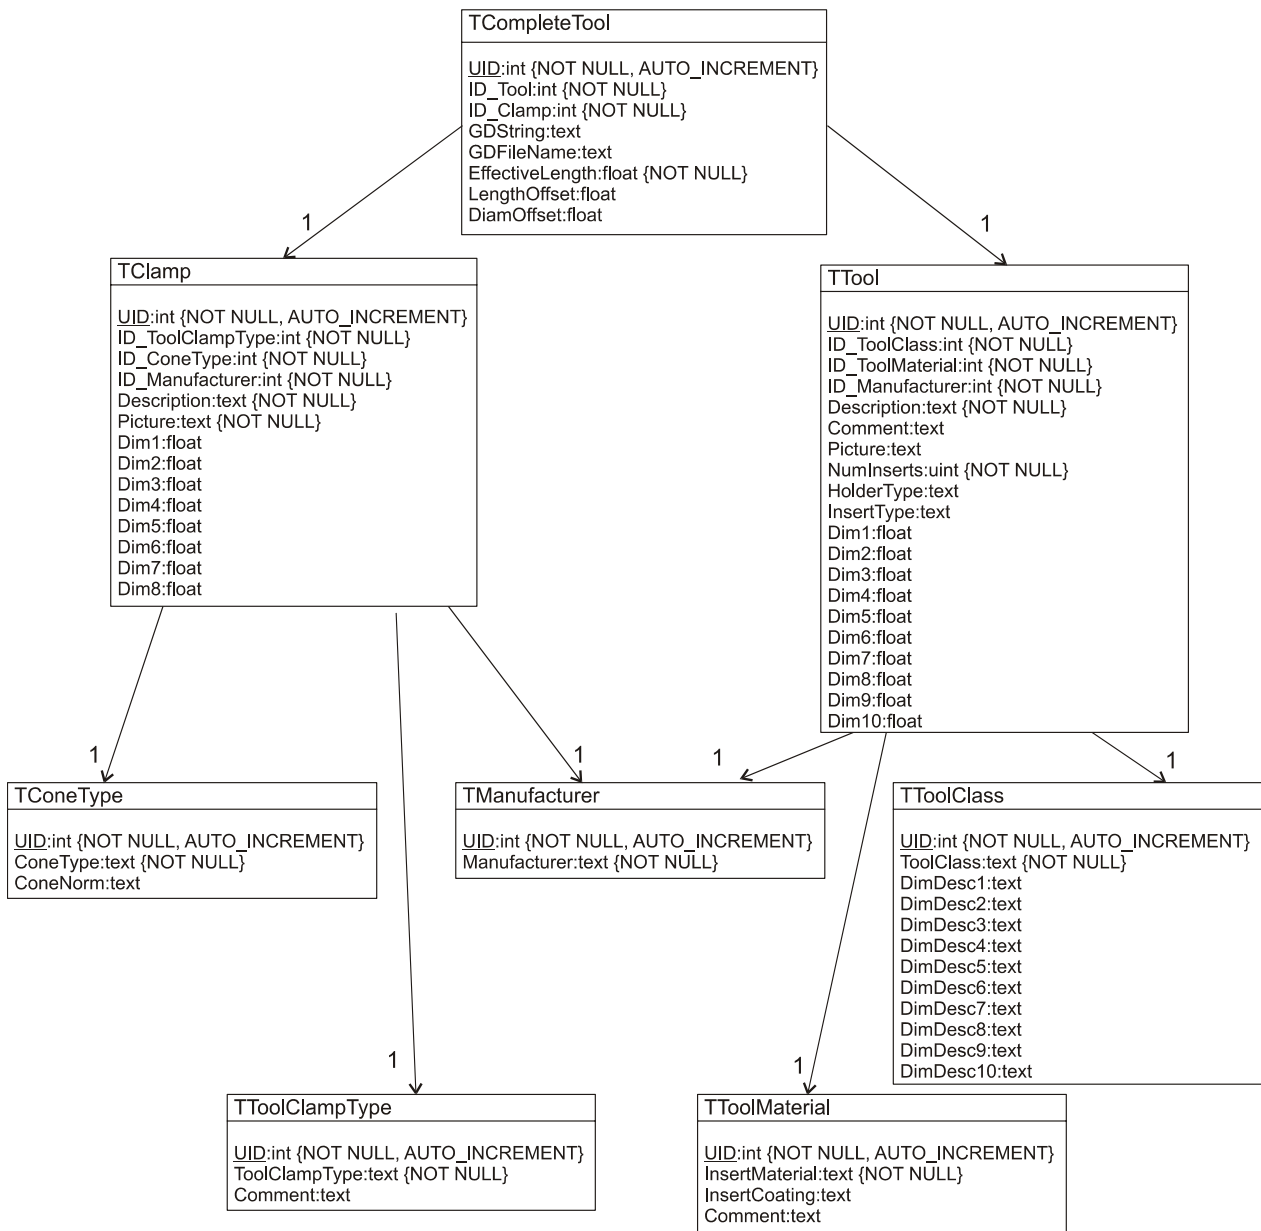 TCompleteTool
UID:int {NOT NULL, AUTO_INCREMENT}
ID_Tool:int {NOT NULL}
ID_Clamp:int {NOT NULL}
GDString:text
GDFileName:text
EffectiveLength:float {NOT NULL}
LengthOffset:float
DiamOffset:float
1
1
TClamp
UID:int {NOT NULL, AUTO_INCREMENT}
ID_ToolClampType:int {NOT NULL}
ID_ConeType:int {NOT NULL}
ID_Manufacturer:int {NOT NULL}
Description:text {NOT NULL}
Picture:text {NOT NULL}
Dim1:float
Dim2:float
Dim3:float
Dim4:float
Dim5:float
Dim6:float
Dim7:float
Dim8:float
TTool
UID:int {NOT NULL, AUTO_INCREMENT}
ID_ToolClass:int {NOT NULL}
ID_ToolMaterial:int {NOT NULL}
ID_Manufacturer:int {NOT NULL}
Description:text {NOT NULL}
Comment:text
Picture:text
NumInserts:uint {NOT NULL}
HolderType:text
InsertType:text
Dim1:float
Dim2:float
Dim3:float
Dim4:float
Dim5:float
Dim6:float
Dim7:float
Dim8:float
Dim9:float
Dim10:float
1
1
1
1
TConeType
UID:int {NOT NULL, AUTO_INCREMENT}
ConeType:text {NOT NULL}
ConeNorm:text
TManufacturer
UID:int {NOT NULL, AUTO_INCREMENT}
Manufacturer:text {NOT NULL}
TToolClass
UID:int {NOT NULL, AUTO_INCREMENT}
ToolClass:text {NOT NULL}
DimDesc1:text
DimDesc2:text
DimDesc3:text
DimDesc4:text
DimDesc5:text
DimDesc6:text
DimDesc7:text
DimDesc8:text
DimDesc9:text
DimDesc10:text
1
1
TToolClampType
UID:int {NOT NULL, AUTO_INCREMENT}
ToolClampType:text {NOT NULL}
Comment:text
TToolMaterial
UID:int {NOT NULL, AUTO_INCREMENT}
InsertMaterial:text {NOT NULL}
InsertCoating:text
Comment:text